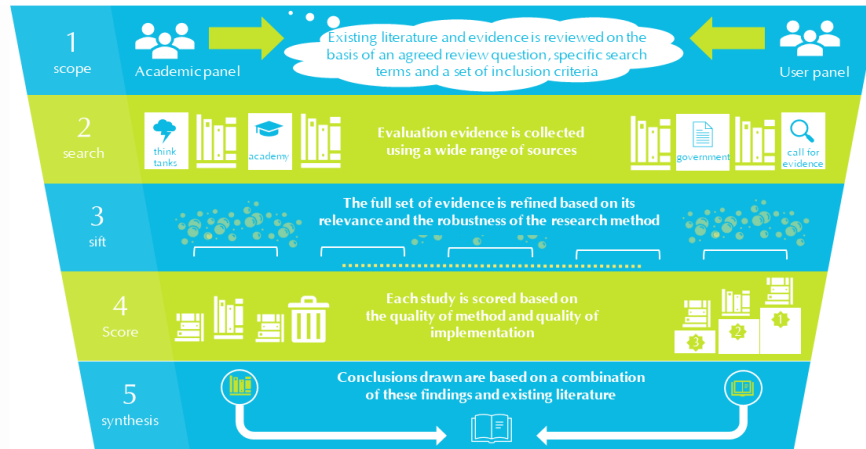 1
scope
Academic panel
Existing literature and evidence is reviewed on the
basis of an agreed review question, specific search
terms and a set of inclusion criteria
User panel
2
search
think
tanks
academy
Evaluation evidence is collected
using a wide range of sources
government
call for
evidence
3
sift
The full set of evidence is refined based on its
relevance and the robustness of the research method
4
Score
Each study is scored based on
the quality of method and quality of
implementation
3
2
1
5
synthesis
Conclusions drawn are based on a combination
of these findings and existing literature